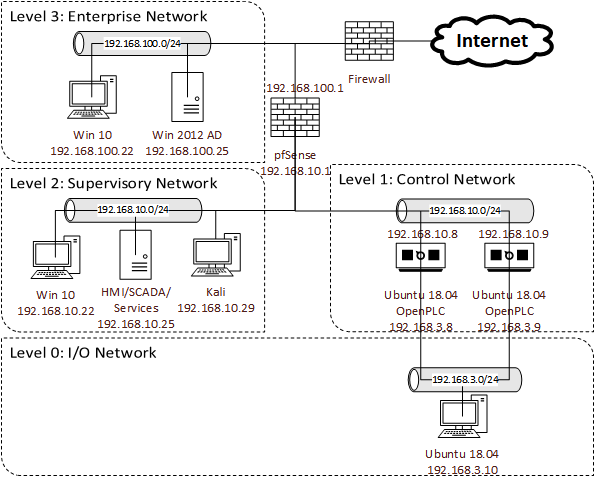 Level 3: Enterprise Network
192.168.100.0/24
Internet
Firewall
Win 10
192.168.100.22
Win 2012 AD
192.168.100.25
192.168.100.1
pfSense
192.168.10.1
Level 2: Supervisory Network
192.168.10.0/24
Win 10
192.168.10.22
HMI/SCADA/
Services
192.168.10.25
Kali
192.168.10.29
Level 1: Control Network
192.168.10.0/24
192.168.10.8
192.168.10.9
Ubuntu 18.04
OpenPLC
192.168.3.8
Ubuntu 18.04
OpenPLC
192.168.3.9
Level 0: I/O Network
192.168.3.0/24
Ubuntu 18.04
192.168.3.10